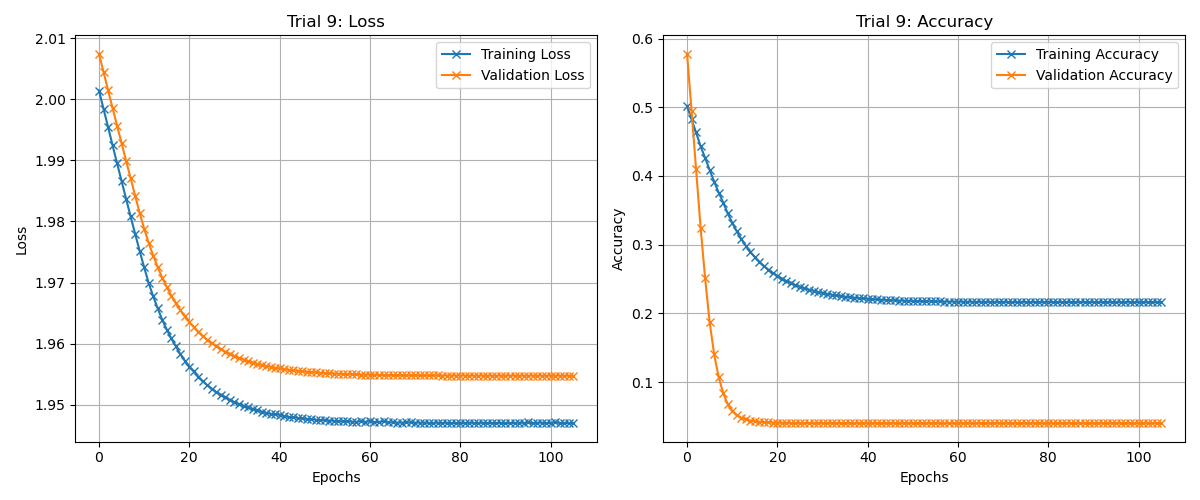 Trial 9: Loss
2.01
2.00
1.99
1.98
1.97
1.96
1.95
Loss
0
20
40
60
80
100
Epochs
Training Loss
Validation Loss
Trial 9: Accuracy
0.6
0.5
0.4
0.3
0.2
0.1
Accuracy
0
20
40
60
80
100
Epochs
Training Accuracy
Validation Accuracy